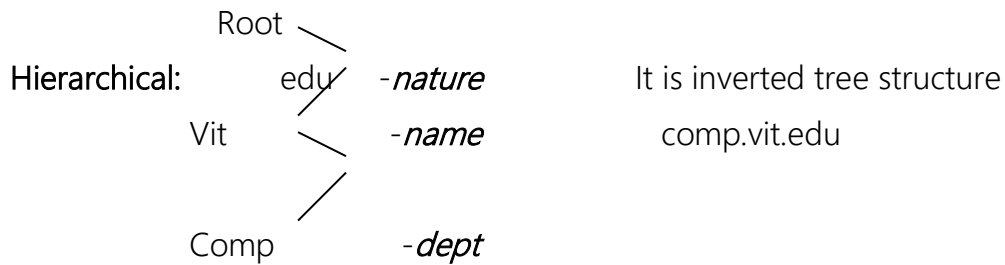 Root
Hierarchical: edu -nature It is inverted tree structure
Vit -name comp.vit.edu
Comp -dept